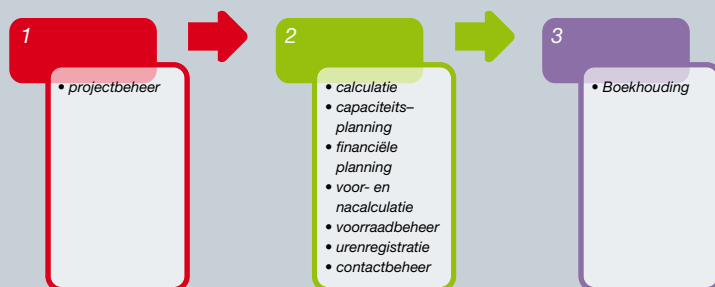 1
• projectbeheer
2
• calculatie
• capaciteits–
planning
• financiële
planning
• voor- en
nacalculatie
• voorraadbeheer
• urenregistratie
• contactbeheer
3
• Boekhouding